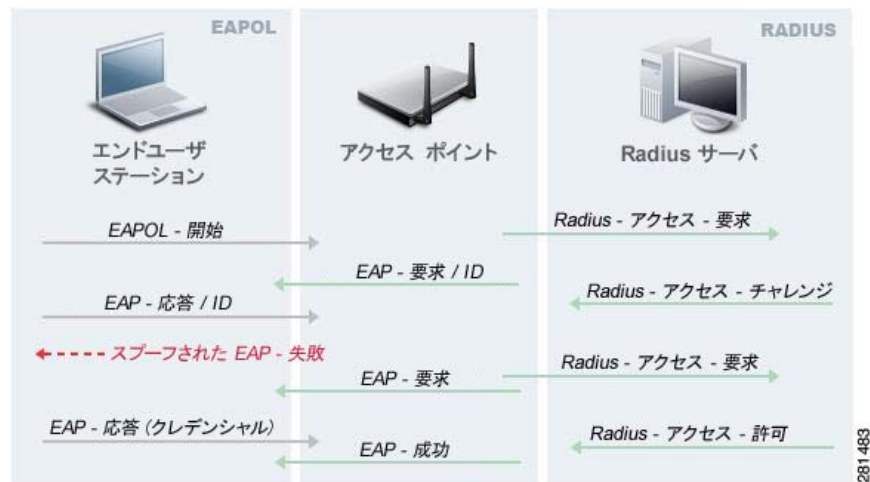 EAPOL
RADIUS
エンドユーザ
ステーション
アクセス ポイント
Radius サーバ
EAPOL - 開始
Radius - アクセス - 要求
EAP - 要求 / ID
EAP - 応答 / ID
Radius - アクセス - チャレンジ
スプーフされた EAP - 失敗
EAP - 要求
Radius - アクセス - 要求
EAP - 応答 (クレデンシャル)
EAP - 成功
Radius - アクセス - 許可
281483